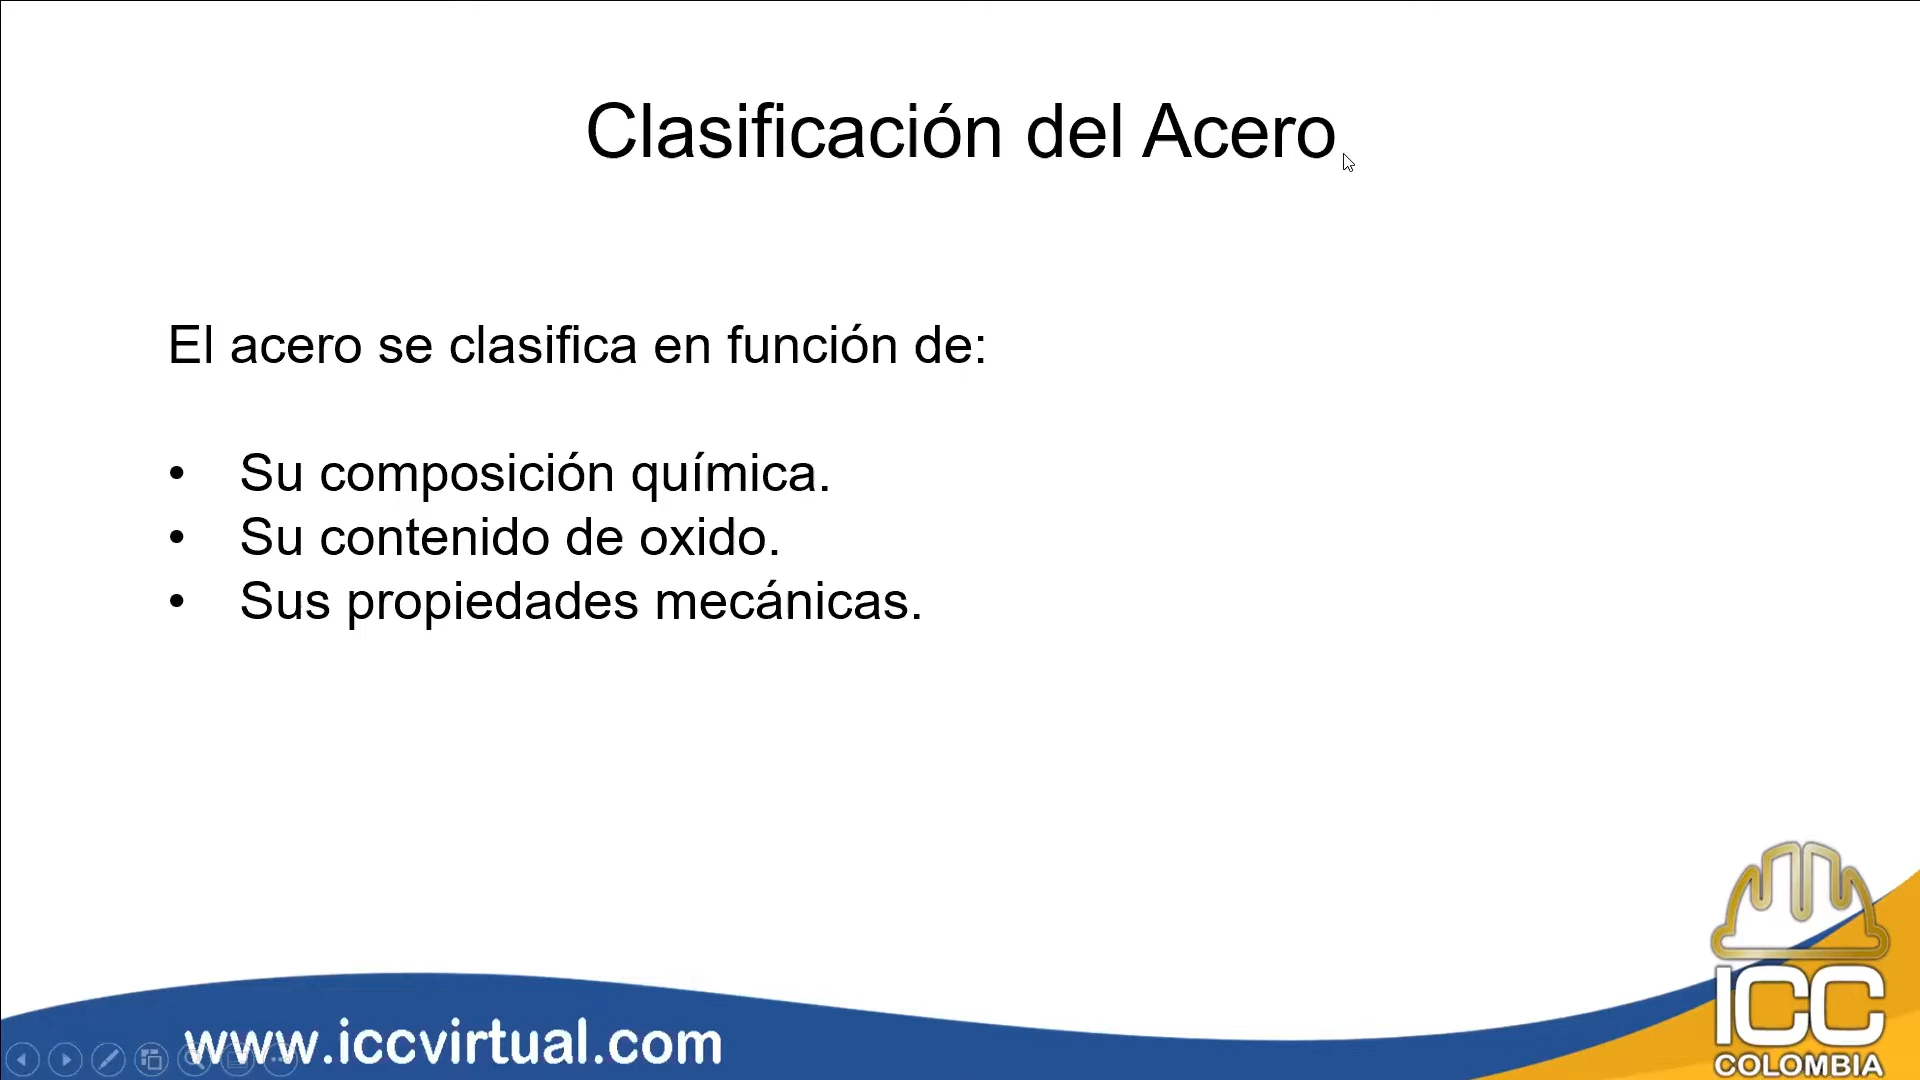 Clasificación del Acero
El acero se clasifica en función de:
• Su composición química.
• Su contenido de oxido.
• Sus propiedades mecánicas.
www.iccvirtual.com
ICC
COLOMBIA